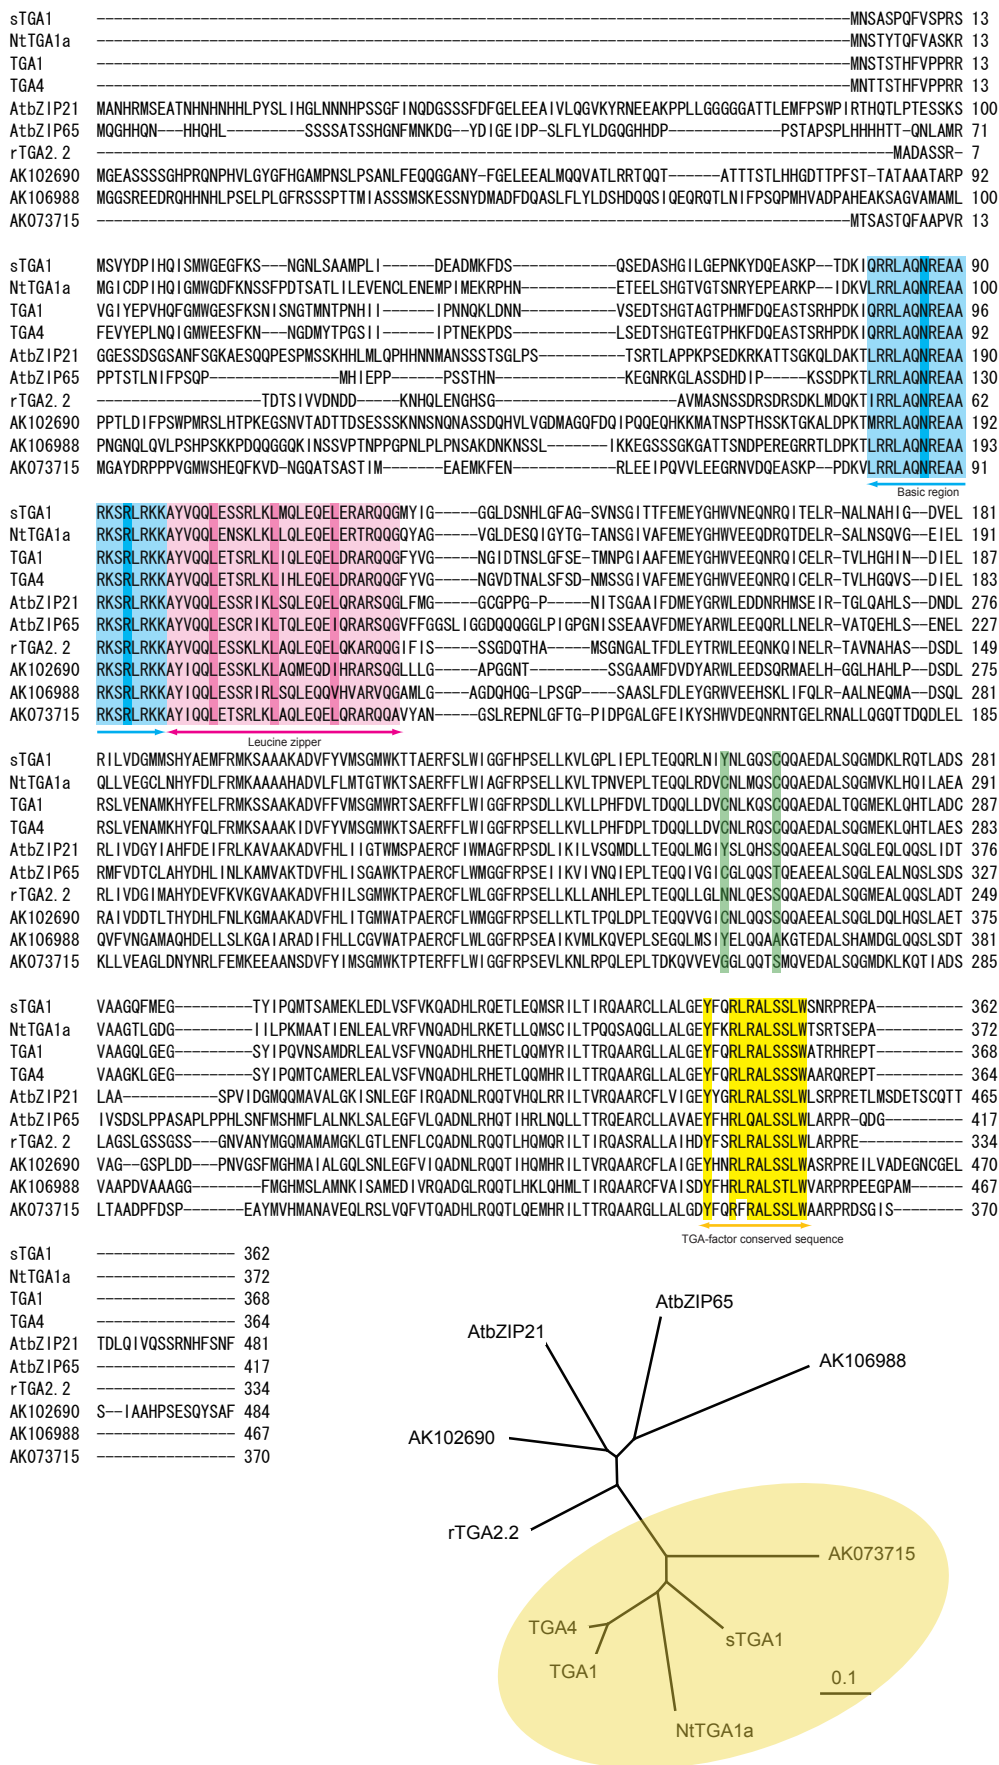 sTGA1 ---------------------------------------------------------------------------------------MNSASPQFVSPRS 13
NtTGA1a ---------------------------------------------------------------------------------------MNSTYTQFVASKR 13
TGA1 ---------------------------------------------------------------------------------------MNSTSTHFVPPRR 13
TGA4 ---------------------------------------------------------------------------------------MNTTSTHFVPPRR 13
AtbZIP21 MANHRMSEATNHNHNHHLPYSLIHGLNNNHPSSGFINQDGSSSFDFGELEEAIVLQGVKYRNEEAKPPLLGGGGGATTLEMFPSWPIRTHQTLPTESSKS 100
AtbZIP65 MQGHHQN---HHQHL---------SSSSATSSHGNFMNKDG--YDIGEIDP-SLFLYLDGQGHHDP-------------PSTAPSPLHHHHTT-QNLAMR 71
rTGA2.2 --------------------------------------------------------------------------------------------MADASSR- 7
AK102690 MGEASSSSGHPRQNPHVLGYGFHGAMPNSLPSANLFEQQGGANY-FGELEEALMQQVATLRRTQQT------ATTTSTLHHGDTTPFST-TATAAATARP 92
AK106988 MGGSREEDRQHHNHLPSELPLGFRSSSPTTMIASSSMSKESSNYDMADFDQASLFLYLDSHDQQSIQEQRQTLNIFPSQPMHVADPAHEAKSAGVAMAML 100
AK073715 ---------------------------------------------------------------------------------------MTSASTQFAAPVR 13
sTGA1 MSVYDPIHQISMWGEGFKS---NGNLSAAMPLI------DEADMKFDS---------QSEDASHGILGEPNKYDQEASKP--TDKIQRRLAQNREAA 90
NtTGA1a MGICDPIHQIGMWGDFKNSSFPDTSATLILEVENCLENEMPIMEKRPHN---------ETEELSHGTVGTSNRYEPEARKP--IDKVLRRLAQNREAA 100
TGA1 VGIYEPVHQFGMWGESFKSNISNGTMNTPNHII------IPNNQKLDNN---------VSEDTSHGTAGTPHMFDQEASTSRHPDKIQRRLAQNREAA 96
TGA4 FEVYEPLNQIGMWEESFKN---NGDMYTPGSII------IPTNEKPDS---------LSEDTSHGTEGTPHKFDQEASTSRHPDKIQRRLAQNREAA 92
AtbZIP21 GGESSDSGSANFSGKAESQQPESPMSSKHHLMLQPHHNNMANSSSTSGLPS----------TSRTLAPPKPSEDKRKATTSGKQLDAKTLRRLAQNREAA 190
AtbZIP65 PPTSTLNIFPSQP---------------MHIEPP-----PSSTHN-------------KEGNRKGLASSDHDIP-----KSSDPKTLRRLAQNREAA 130
rTGA2.2 -------------------TDTSIVVDNDD-----KNHQLENGHSG-------------AVMASNSSDRSDRSDKLMDQKTIRRLAQNREAA 62
AK102690 PPTLDIFPSWPMRSLHTPKEGSNVTADTTDSESSSKNNSNQNASSDQHVLVGDMAGQFDQIPQQEQHKKMATNSPTHSSKTGKALDPKTMRRLAQNREAA 192
AK106988 PNGNQLQVLPSHPSKPDQQGGQKINSSVPTNPPGPNLPLPNSAKDNKNSSL-------IKKEGSSSGKGATTSNDPEREGRRTLDPKTLRRLAQNREAA 193
AK073715 MGAYDRPPPVGMWSHEQFKVD--NGQATSASTIM------EAEMKFEN----------RLEEIPQVVLEEGRNVDQEASKP--PDKVLRRLAQNREAA 91
Basic region
sTGA1 RKSRLRKKAYVQQLESSRLKLMQLEQELERARQQGMYIG-----GGLDSNHLGFAG-SVNSGITTFEMEYGHWVNEQNRQITELR-NALNAHIG--DVEL 181
NtTGA1a RKSRLRKKAYVQQLENSKLKLLQLEQELERTRQQGQYAG-----VGLDESQIGYTG-TANSGIVAFEMEYGHWVEEQDRQTDELR-SALNSQVG--EIEL 191
TGA1 RKSRLRKKAYVQQLETSRLKLIQLEQELDRARQQGFYVG-----NGIDTNSLGFSE-TMNPGIAAFEMEYGHWVEEQNRQICELR-TVLHGHIN--DIEL 187
TGA4 RKSRLRKKAYVQQLETSRLKLIHLEQELDRARQQGFYVG-----NGVDTNALSFSD-NMSSGIVAFEMEYGHWVEEQNRQICELR-TVLHGQVS--DIEL 183
AtbZIP21 RKSRLRKKAYVQQLESSRIKLSQLEQELQRARSQGLFMG-----GCGPPG-P----NITSGAAIFDMEYGRWLEDDNRHMSEIR-TGLQAHLS--DNDL 276
AtbZIP65 RKSRLRKKAYVQQLESCRIKLTQLEQEIQRARSQGVFFGGSLIGGDQQQGGLPIGPGNISSEAAVFDMEYARWLEEQQRLLNELR-VATQEHLS--ENEL 227
rTGA2.2 RKSRLRKKAYVQQLESSRLKLAQLEQELQKARQQGIFIS-----SSGDQTHA----MSGNGALTFDLEYTRWLEEQNKQINELR-TAVNAHAS--DSDL 149
AK102690 RKSRLRKKAYIQQLESSKLKLAQMEQDIHRARSQGLLLG-----APGGNT------SSGAAMFDVDYARWLEEDSQRMAELH-GGLHAHLP--DSDL 275
AK106988 RKSRLRKKAYIQQLESSRIRLSQLEQQVHVARVQGAMLG----AGDQHQG-LPSGP----SAASLFDLEYGRWVEEHSKLIFQLR-AALNEQMA--DSQL 281
AK073715 RKSRLRKKAYIQQLETSRLKLAQLEQELQRARQQAVYAN-----GSLREPNLGFTG-PIDPGALGFEIKYSHWVDEQNRNTGELRNALLQGQTTDQDLEL 185
Leucine zipper
sTGA1 RILVDGMMSHYAEMFRMKSAAAKADVFYVMSGMWKTTAERFSLWIGGFHPSELLKVLGPLIEPLTEQQRLNIYNLGQSCQQAEDALSQGMDKLRQTLADS 281
NtTGA1a QLLVEGCLNHYFDLFRMKAAAAHADVLFLMTGTWKTSAERFFLWIAGFRPSELLKVLTPNVEPLTEQQLRDVCNLMQSCQQAEDALSQGMVKLHQILAEA 291
TGA1 RSLVENAMKHYFELFRMKSSAAKADVFYVMSGMWRTSAERFFLWIGGFRPSDLLKVLLPHFDVLTDQQLLDVCNLKQSCQQAEDALTQGMEKLQHTLADC 287
TGA4 RSLVENAMKHYFQLFRMKSAAAKIDVFYVMSGMWKTSAERFFLWIGGFRPSELLKVLLPHFDPLTDQQLLDVCNLRQSCQQAEDALSQGMEKLQHTLAES 283
AtbZIP21 RLIVDGYIAHFDEIFRLKAVAAKADVFHLIIGTWMSPAERCFIWMAGFRPSDLIKILVSQMDLLTEQQLMGIYSLQHSSQQAEEALSQGLEQLQQSLIDT 376
AtbZIP65 RMFVDTCLAHYDHLINLKAMVAKTDVFHLISGAWKTPAERCFLWMGGFRPSEIIKVIVNQIEPLTEQQIVGICGLQQSTQEAEEALSQGLEALNQSLSDS 327
rTGA2.2 RLIVDGIMAHYDEVFKVKGVAAKADVFHILSGMWKTPAERCFLWLGGFRPSELLKLLANHLEPLTEQQLLGLNNLQESSQQAEDALSQGMEALQQSLADT 249
AK102690 RAIVDDTLTHYDHLFNLKGMAAKADVFHLITGMWATPAERCFLWMGGFRPSELLKTLTPQLDPLTEQQVVGICNLQQSSQQAEEALSQGLDQLHQSLAET 375
AK106988 QVFVNGAMAQHDELLSLKGAIARADIFHLLCGVWATPAERCFLWLGGFRPSEAIKVMLKQVEPLSEGQLMSIYELQQAAKGTEDALSHAMDGLQQSLSDT 381
AK073715 KLLVEAGLDNYNRLFEMKEEAANSDVFYIMSGMWKTPTERFFLWIGGFRPSEVLKNLRPQLEPLTDKQVVEVGGLQQTSMQVEDALSQGMDKLKQTIADS 285
sTGA1 VAAGQFMEG---------TYIPQMTSAMEKLEDLVSFVKQADHLRQETLEQMSRILTIRQAARCLLALGEYFQRLRALSSLWSNRPREPA----------- 362
NtTGA1a VAAGTLGDG---------IILPKMAATIENLEALVRFVNQADHLRKETLLQMSCILTPQQSAQGLLALGEYFKRLRALSSLWTSRTSEPA----------- 372
TGA1 VAAGQLGEG---------SYIPQVNSAMDRLEALVSFVNQADHLRHETLQQMYRILTTRQAARGLLALGEYFQRLRALSSSWATRHREPT----------- 368
TGA4 VAAGKLGEG---------SYIPQMTCAMERLEALVSFVNQADHLRHETLQQMHRILTTRQAARGLLALGEYFQRLRALSSSWAARQREPT----------- 364
AtbZIP21 LAA-----------SPVIDGMQQMAVALGKISNLEGFIRQADNLRQQTVHQLRRILTVRQAARCFLVIGEYYGRLRALSSLWLSRPRETLMSDETSCQTT 465
AtbZIP65 IVSDSLPPASAPLPPHLSNFMSHMFLALNKLSALEGFVLQADNLRHQTIHRLNQLLTTRQEARCLLAVAEYFHRLQALSSLWLARPR-QDG---------- 417
rTGA2.2 LAGSLGSSGSS---GNVANYMGQMAMAMGKLGTLENFLCQADNLRQQTLHQMQRILTIRQASRALLAIHDYFSRLRALSSLWLARPRE------------- 334
AK102690 VAG--GSPLDD---PNVGSFMGHMAIALGQLSNLEGFVIQADNLRQQTIHQMHRILTVRQAARCFLAIGEYHNRLRALSSLWASRPREILVADEGNCGEL 470
AK106988 VAAPDVAAAGG---------FMGHMSLAMNKISAMEDIVRQADGLRQQTLHKLQHMLTIRQAARCFVAISDYFHRLRALSTLWVARPRPEEGPAM------ 467
AK073715 LTAADPFDSP-------EAYMVHMANAVEQLRSLVQFVTQADHLRQQTLQEMHRILTTRQAARGLLALGDYFQRFRALSSLWAARPRDSGIS--------- 370
TGA-factor conserved sequence
sTGA1 ---------------- 362
NtTGA1a ---------------- 372
TGA1 ---------------- 368
TGA4 ---------------- 364
AtbZIP21 TDLQIVQSSRNHFSNF 481
AtbZIP65 ---------------- 417
rTGA2.2 ---------------- 334
AK102690 S--IAAHPSESQYSAF 484
AK106988 ---------------- 467
AK073715 ---------------- 370
AtbZIP65
AtbZIP21
AK106988
AK102690
rTGA2.2
AK073715
TGA4
sTGA1
TGA1
0.1
NtTGA1a